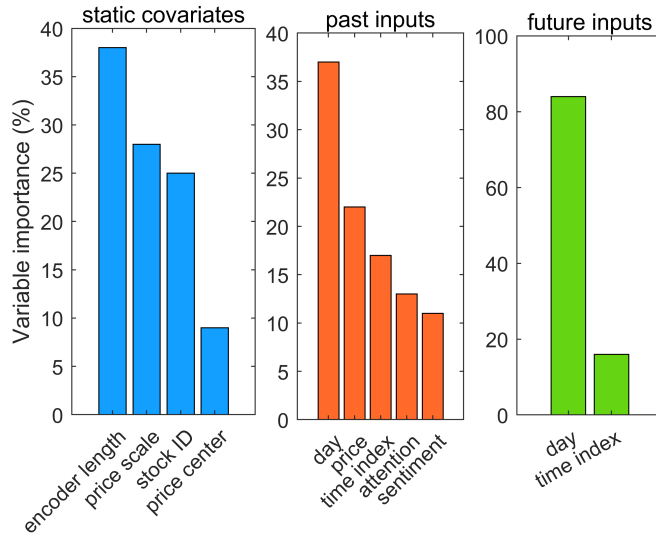 static covariates
past inputs
future inputs
Variable importance (%)
40
35
30
25
20
15
10
5
0
encoder length
price scale
stock ID
price center
40
35
30
25
20
15
10
5
0
day
price
time index
attention
sentiment
100
80
60
40
20
0
day
time index